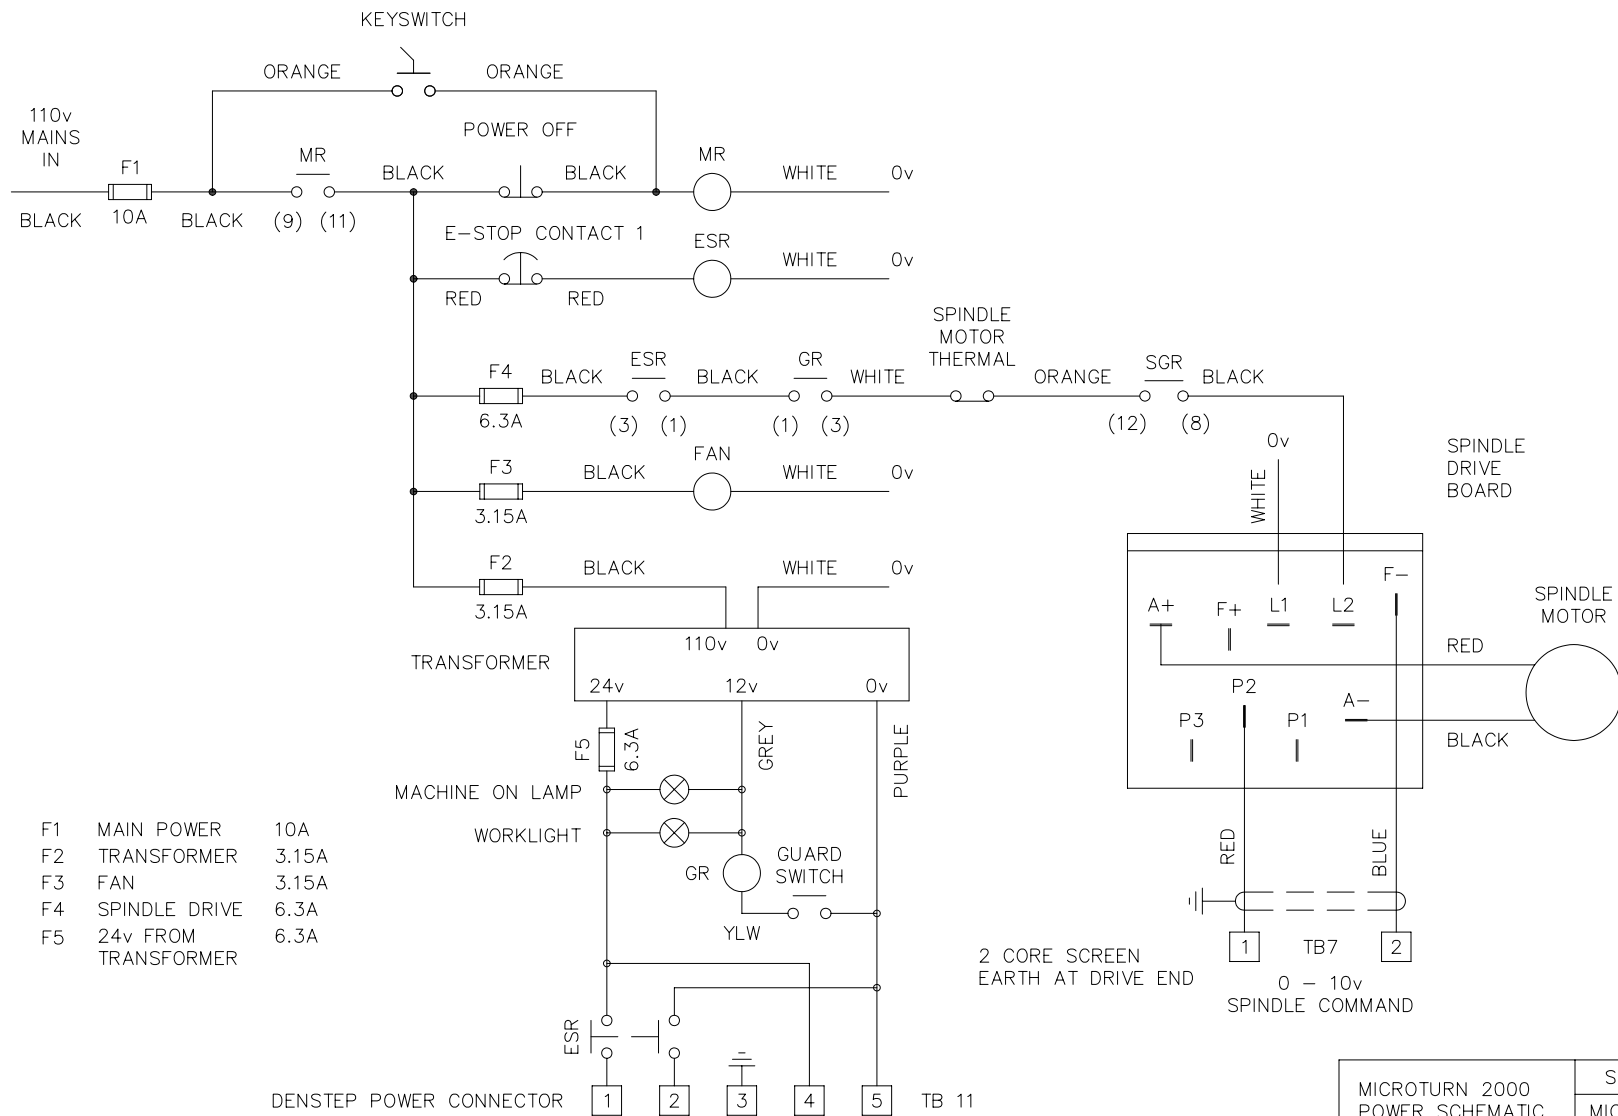 KEYSWITCH
ORANGE ORANGE
110v
MAINS
IN
POWER OFF
F1 MR BLACK BLACK MR WHITE 0v
BLACK 10A BLACK (9) (11)
E-STOP CONTACT 1 ESR WHITE 0v
RED RED
SPINDLE
MOTOR
THERMAL
F4 BLACK ESR BLACK GR WHITE ORANGE SGR BLACK
6.3A (3) (1) (1) (3) (12) (8)
F3 BLACK FAN WHITE 0v
3.15A
0v
WHITE
SPINDLE
DRIVE
BOARD
F2 BLACK WHITE 0v
3.15A
110v 0v
TRANSFORMER
24v 12v 0v
A+ F+ L1 L2 F-
SPINDLE
MOTOR
RED
P2 A-
P3 P1
BLACK
F5 6.3A GREY PURPLE
MACHINE ON LAMP
WORKLIGHT
GR GUARD
SWITCH
YLW
RED BLUE
F1 MAIN POWER 10A
F2 TRANSFORMER 3.15A
F3 FAN 3.15A
F4 SPINDLE DRIVE 6.3A
F5 24v FROM 6.3A
TRANSFORMER
2 CORE SCREEN
EARTH AT DRIVE END
1 TB7 2
0 - 10v
SPINDLE COMMAND
ESR
DENSTEP POWER CONNECTOR 1 2 3 4 5 TB 11
MICROTURN 2000
POWER SCHEMATIC
S
MIC